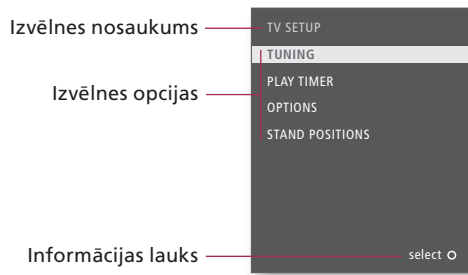 Izvēlnes nosaukums
TV SETUP
TUNING
Izvēlnes opcijas
PLAY TIMER
OPTIONS
STAND POSITIONS
Informācijas lauks
select